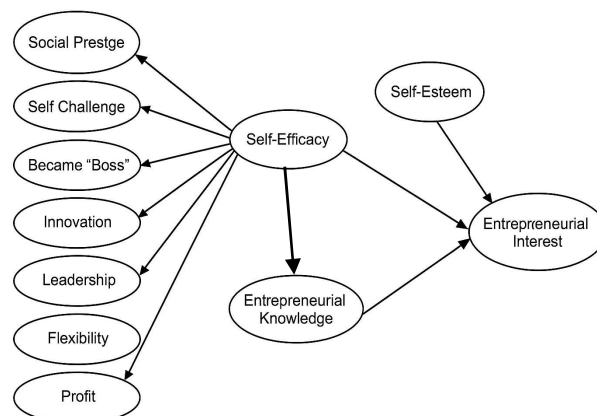 Social Prestge
Self Challenge
Became “Boss”
Innovation
Leadership
Flexibility
Profit
Self-Efficacy
Entrepreneurial
Knowledge
Self-Esteem
Entrepreneurial
Interest